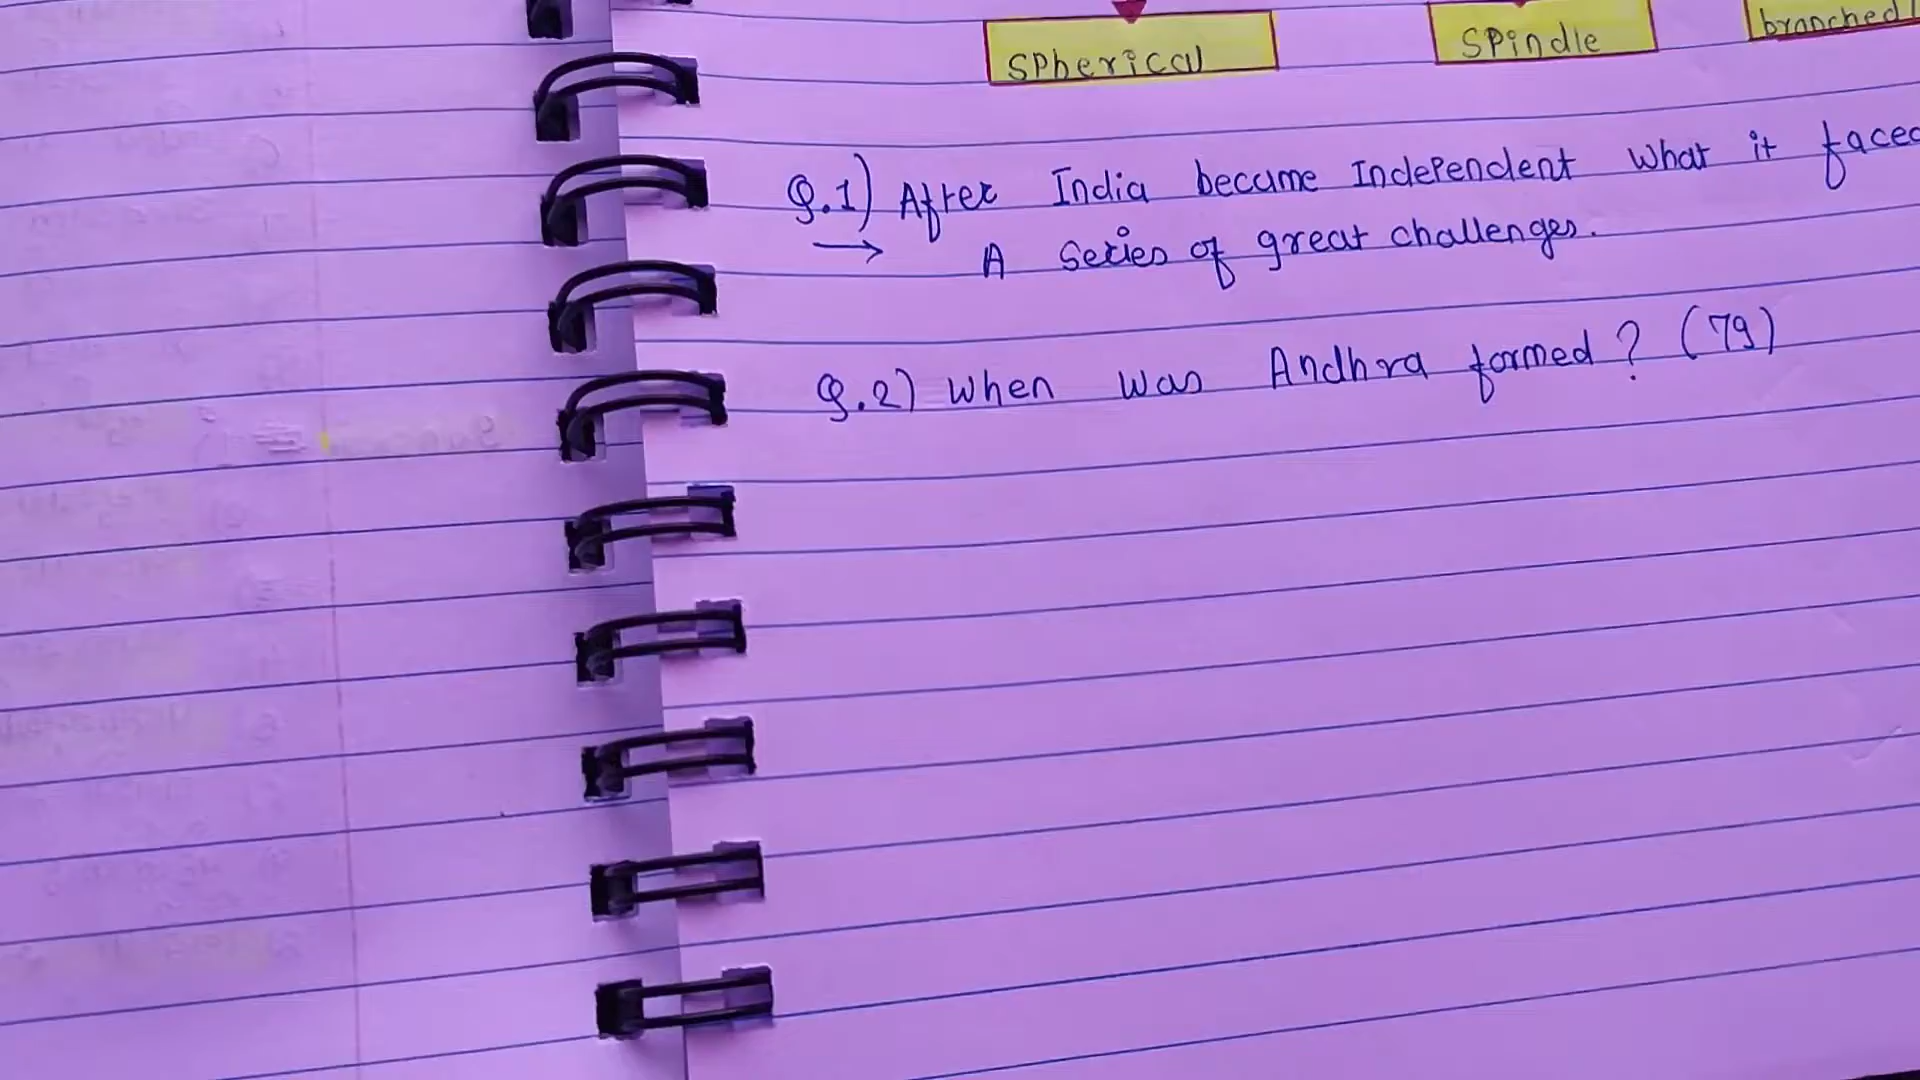 Spherical Spindle branched
Q.1) After India became Independent what it faced
→ A Series of great challenges.
Q.2) When was Andhra formed? (79)